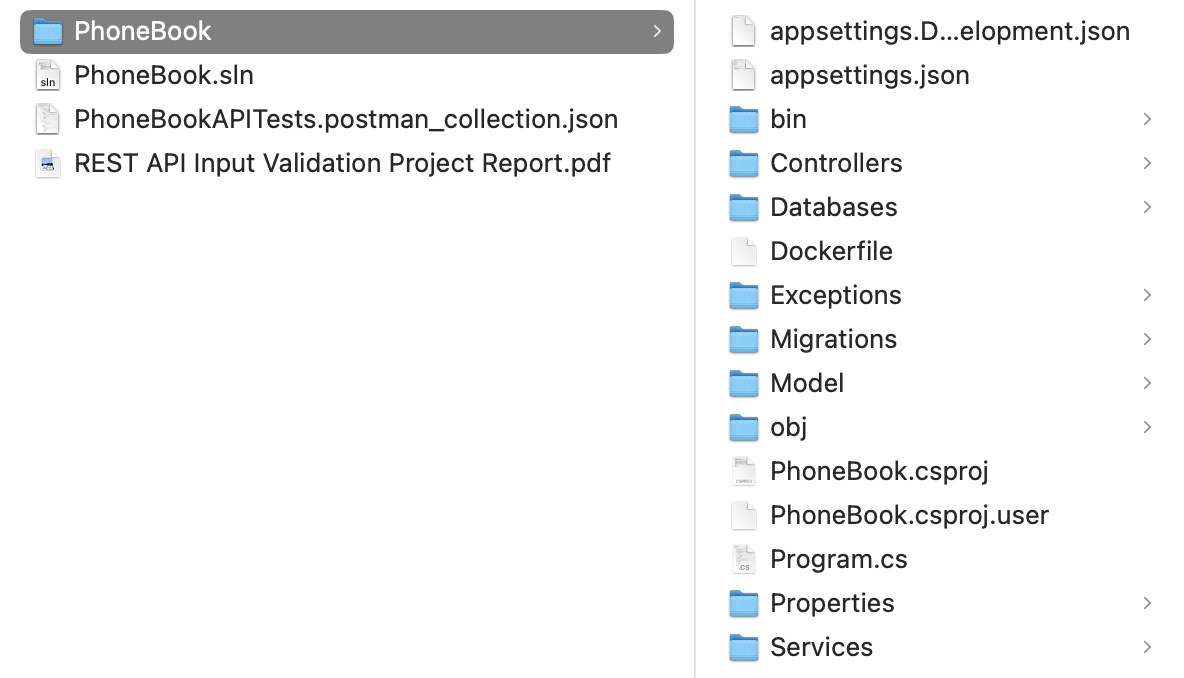 PhoneBook
PhoneBook.sln
PhoneBookAPITests.postman_collection.json
REST API Input Validation Project Report.pdf
appsettings.D...elopment.json
appsettings.json
bin
Controllers
Databases
Dockerfile
Exceptions
Migrations
Model
obj
PhoneBook.csproj
PhoneBook.csproj.user
Program.cs
Properties
Services